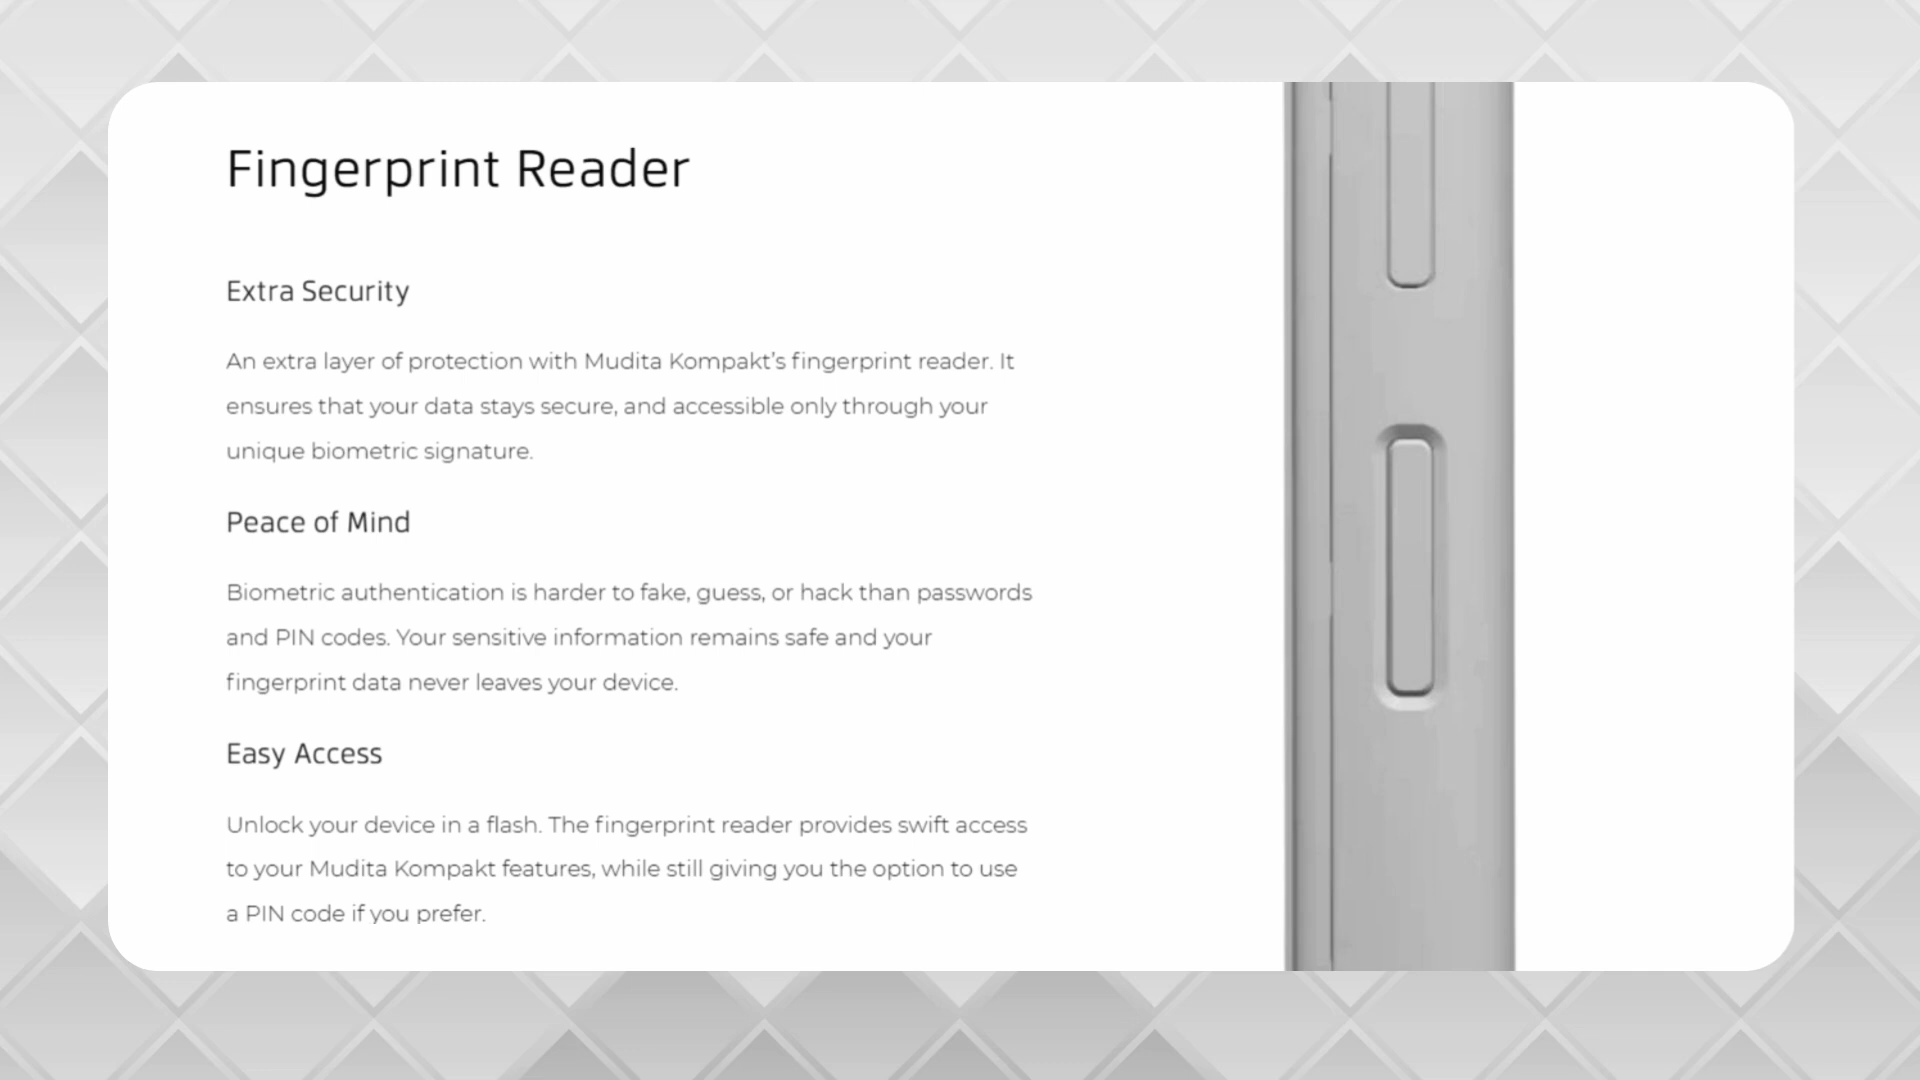 Fingerprint Reader
Extra Security
An extra layer of protection with Mudita Kompakt’s fingerprint reader. It
ensures that your data stays secure, and accessible only through your
unique biometric signature.
Peace of Mind
Biometric authentication is harder to fake, guess, or hack than passwords
and PIN codes. Your sensitive information remains safe and your
fingerprint data never leaves your device.
Easy Access
Unlock your device in a flash. The fingerprint reader provides swift access
to your Mudita Kompakt features, while still giving you the option to use
a PIN code if you prefer.